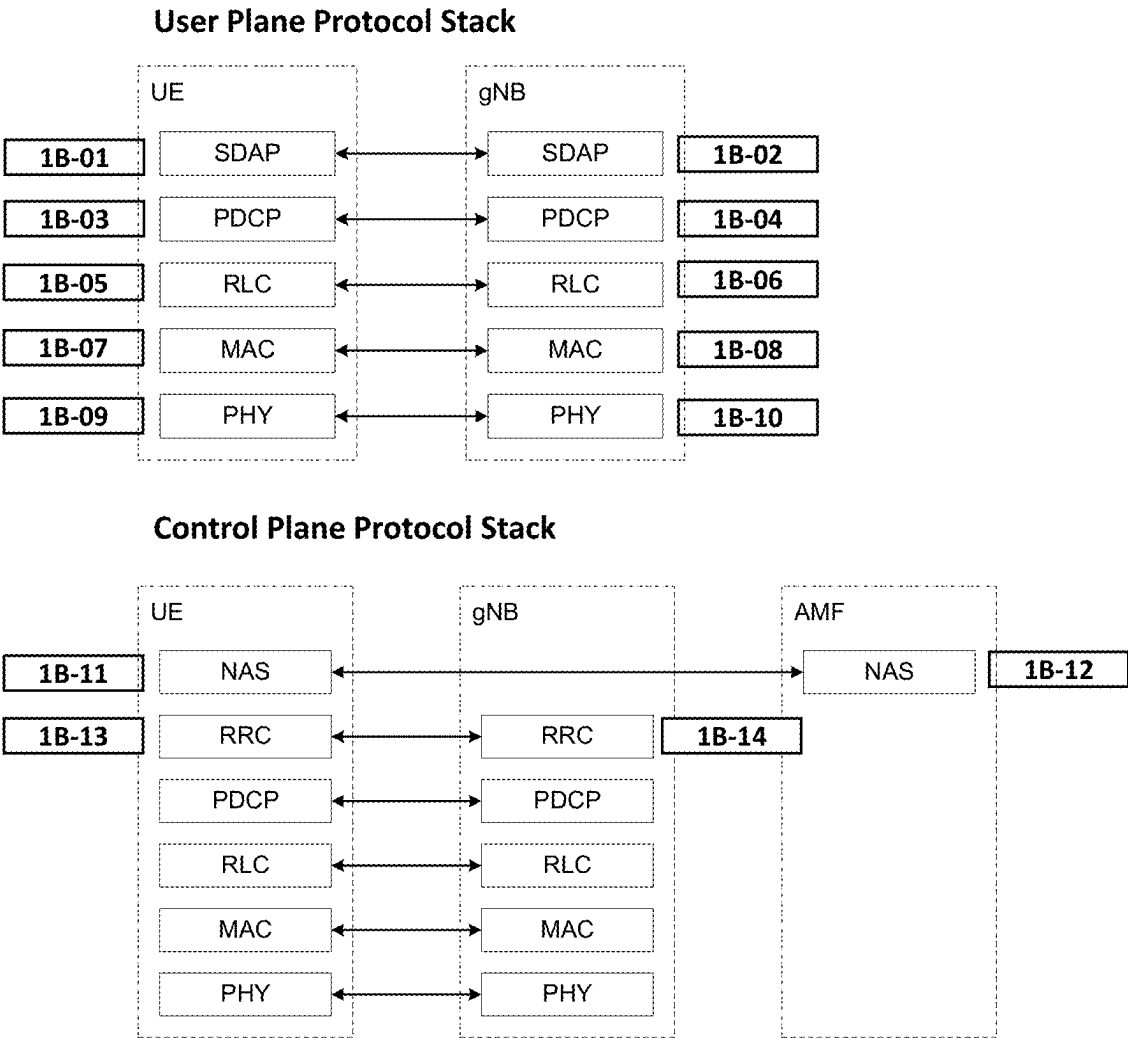 User Plane Protocol Stack
UE gNB
1B-01 SDAP SDAP 1B-02
1B-03 PDCP PDCP 1B-04
1B-05 RLC RLC 1B-06
1B-07 MAC MAC 1B-08
1B-09 PHY PHY 1B-10
Control Plane Protocol Stack
UE gNB AMF
1B-11 NAS NAS 1B-12
1B-13 RRC RRC 1B-14
PDCP PDCP
RLC RLC
MAC MAC
PHY PHY